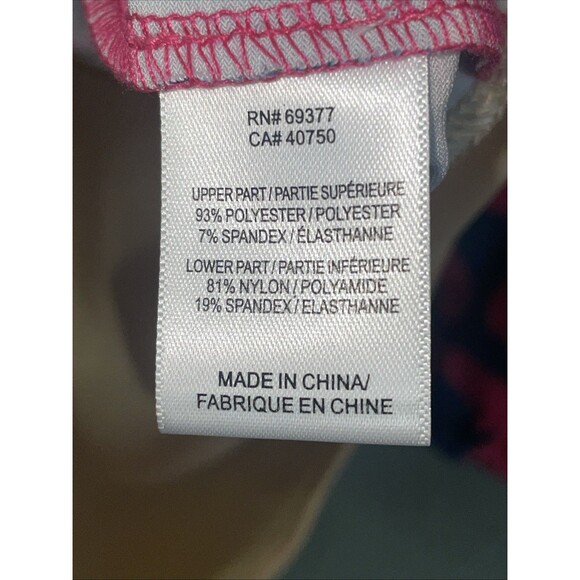 RN# 69377
CA# 40750
UPPER PART / PARTIE SUPÉRIEURE
93% POLYESTER / POLYESTER
7% SPANDEX / ÉLASTHANNE
LOWER PART / PARTIE INFÉRIEURE
81% NYLON / POLYAMIDE
19% SPANDEX / ELASTHANNE
MADE IN CHINA/
FABRIQUE EN CHINE